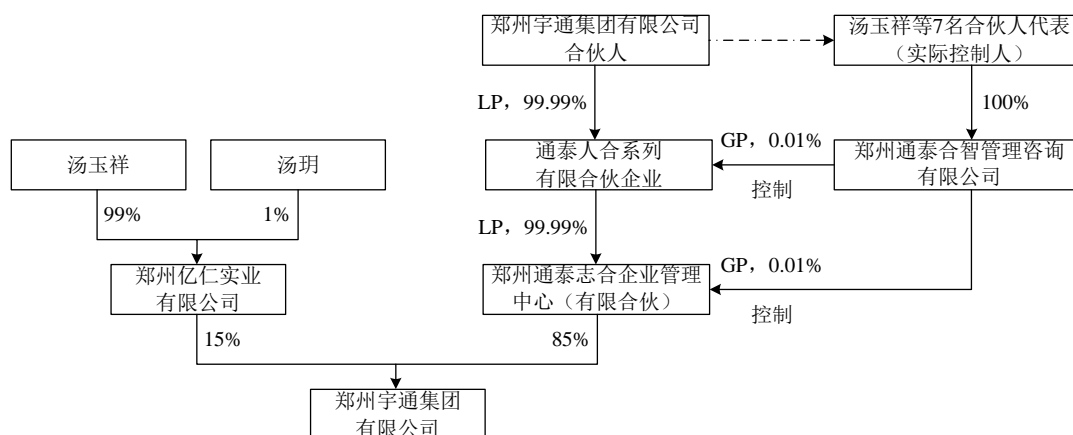 郑州宇通集团有限公司
合伙人
汤玉祥等7名合伙人代表
（实际控制人）
LP，99.99%
100%
汤玉祥
汤玥
通泰人合系列
有限合伙企业
GP，0.01%
控制
郑州通泰合智管理咨询
有限公司
99%
1%
LP，99.99%
郑州亿仁实业
有限公司
郑州通泰志合企业管理
中心（有限合伙）
GP，0.01%
控制
15%
85%
郑州宇通集团
有限公司